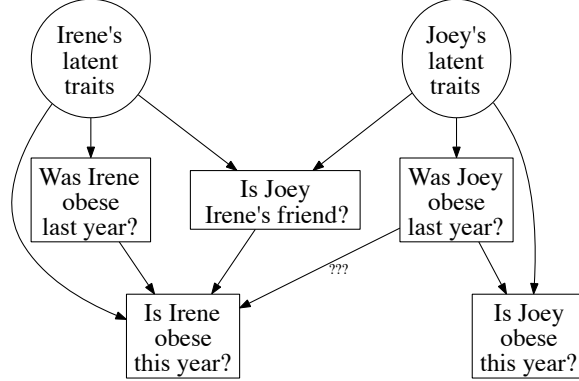 Irene's
latent
traits
Joey's
latent
traits
Was Irene
obese
last year?
Is Joey
Irene's friend?
Was Joey
obese
last year?
???
Is Irene
obese
this year?
Is Joey
obese
this year?